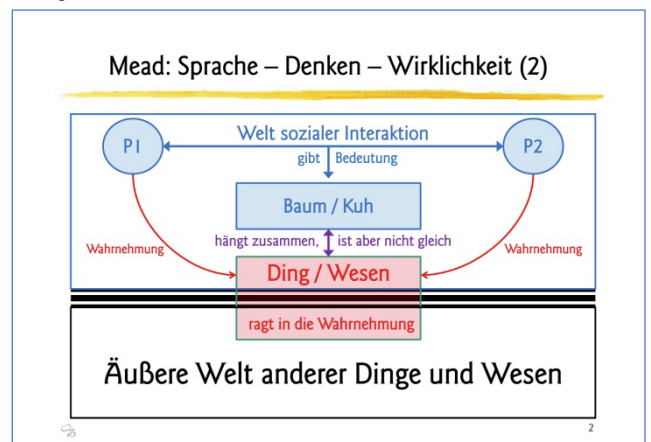 Mead: Sprache – Denken – Wirklichkeit (2)
Welt sozialer Interaktion
P1
P2
gibt Bedeutung
Baum / Kuh
hängt zusammen, ist aber nicht gleich
Wahrnehmung
Wahrnehmung
Ding / Wesen
ragt in die Wahrnehmung
Äußere Welt anderer Dinge und Wesen
2